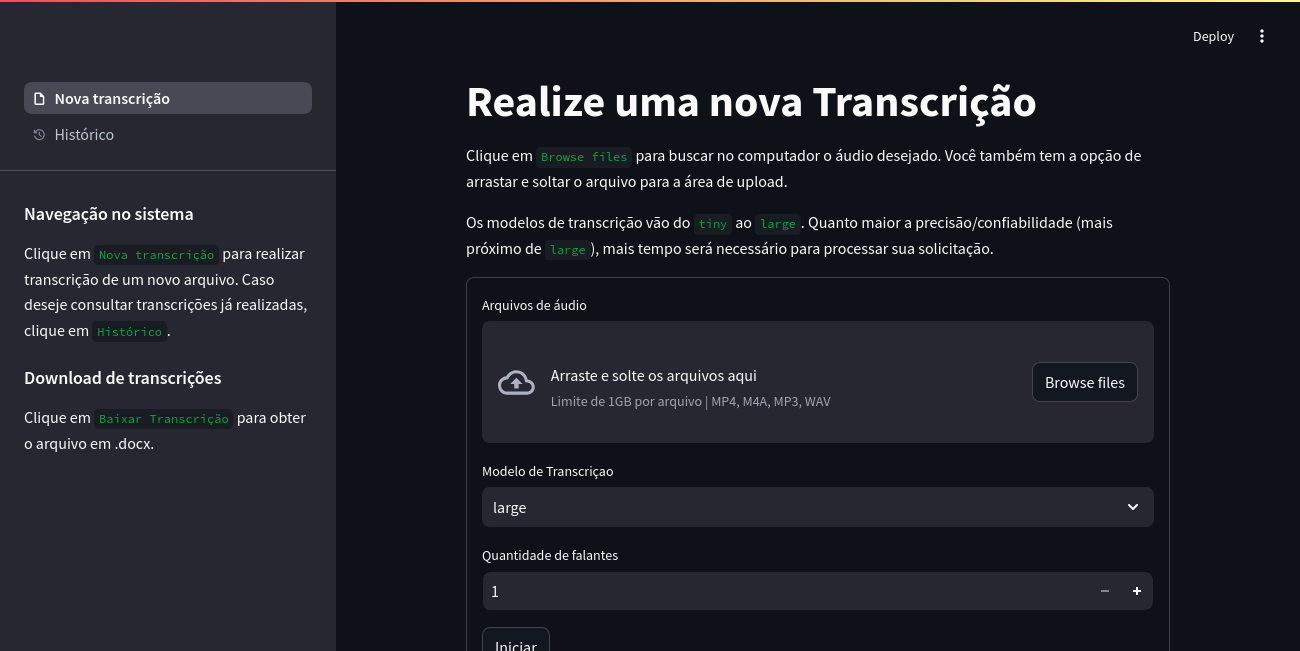 Deploy
Nova transcrição
Histórico
Navegação no sistema
Clique em Nova transcrição para realizar
transcrição de um novo arquivo. Caso
deseje consultar transcrições já realizadas,
clique em Histórico.
Download de transcrições
Clique em Baixar Transcrição para obter
o arquivo em .docx.
Realize uma nova Transcrição
Clique em Browse files para buscar no computador o áudio desejado. Você também tem a opção de
arrastar e soltar o arquivo para a área de upload.
Os modelos de transcrição vão do tiny ao large. Quanto maior a precisão/confiabilidade (mais
próximo de large), mais tempo será necessário para processar sua solicitação.
Arquivos de áudio
Arraste e solte os arquivos aqui
Limite de 1GB por arquivo | MP4, M4A, MP3, WAV
Browse files
Modelo de Transcriçao
large
Quantidade de falantes
1
Iniciar